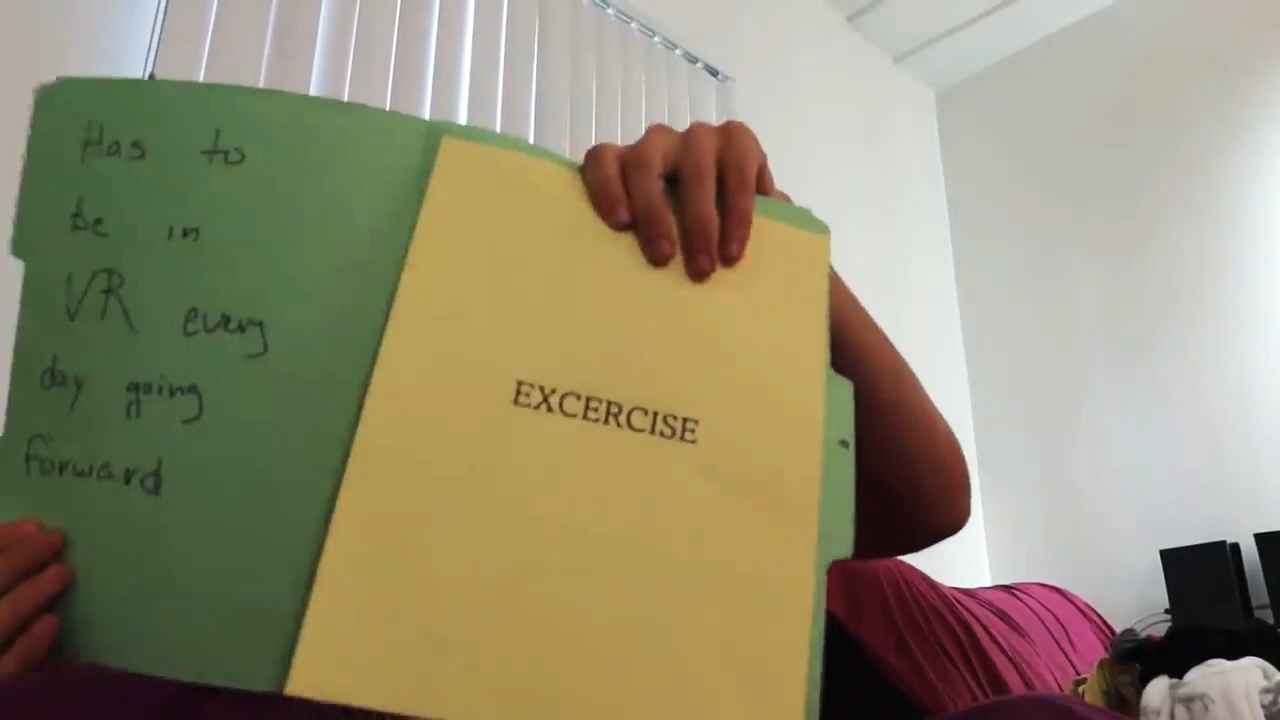 Has to
be in
VR every
day going
forward
EXCERCISE